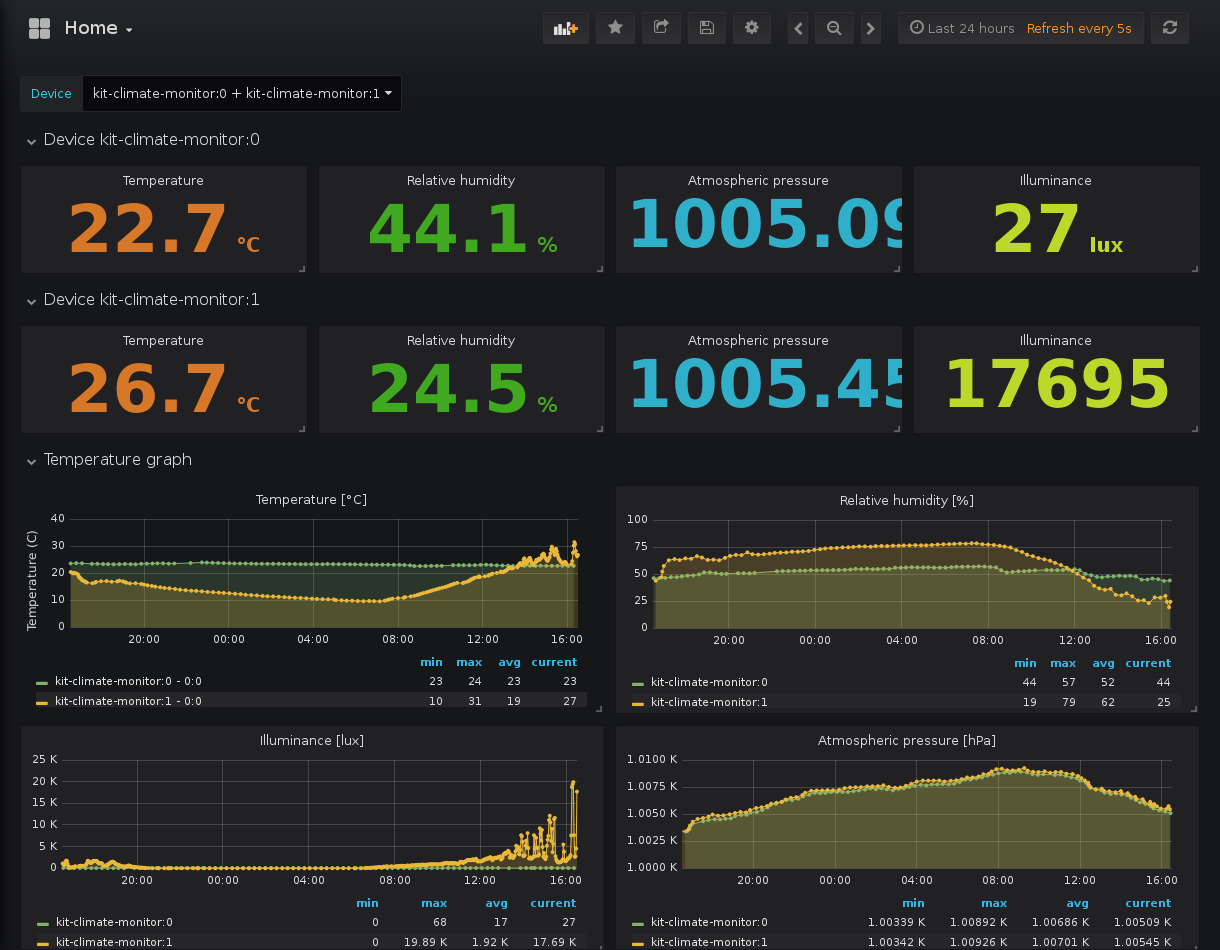 Home
Last 24 hours Refresh every 5s
Device kit-climate-monitor:0 + kit-climate-monitor:1
Device kit-climate-monitor:0
Temperature Relative humidity Atmospheric pressure Illuminance
22.7 °C 44.1 % 1005.09 27 lux
Device kit-climate-monitor:1
Temperature Relative humidity Atmospheric pressure Illuminance
26.7 °C 24.5 % 1005.45 17695
Temperature graph
Temperature [°C]
Temperature (C)
40
30
20
10
0
20:00 00:00 04:00 08:00 12:00 16:00
min max avg current
kit-climate-monitor:0 - 0:0 23 24 23 23
kit-climate-monitor:1 - 0:0 10 31 19 27
Relative humidity [%]
100
75
50
25
0
20:00 00:00 04:00 08:00 12:00 16:00
min max avg current
kit-climate-monitor:0 44 57 52 44
kit-climate-monitor:1 19 79 62 25
Illuminance [lux]
25 K
20 K
15 K
10 K
5 K
0
20:00 00:00 04:00 08:00 12:00 16:00
min max avg current
kit-climate-monitor:0 0 68 17 27
kit-climate-monitor:1 0 19.89 K 1.92 K 17.69 K
Atmospheric pressure [hPa]
1.0100 K
1.0075 K
1.0050 K
1.0025 K
1.0000 K
20:00 00:00 04:00 08:00 12:00 16:00
min max avg current
kit-climate-monitor:0 1.00339 K 1.00892 K 1.00686 K 1.00509 K
kit-climate-monitor:1 1.00342 K 1.00926 K 1.00701 K 1.00545 K